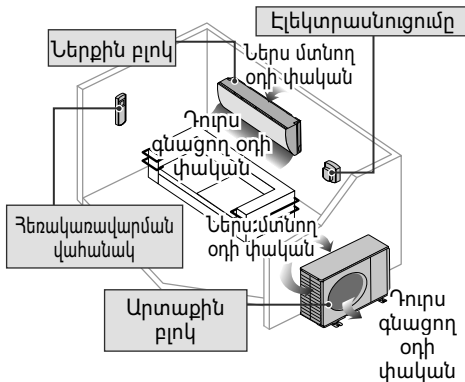 Էլեկտրասնուցումը
Ներքին բլոկ
Ներս մտնող
օդի փական
Դուրս
գնացող օդի
փական
Հեռակառավարման
վահանակ
Ներս մտնող
օդի փական
Արտաքին
բլոկ
Դուրս
գնացող
օդի
փական